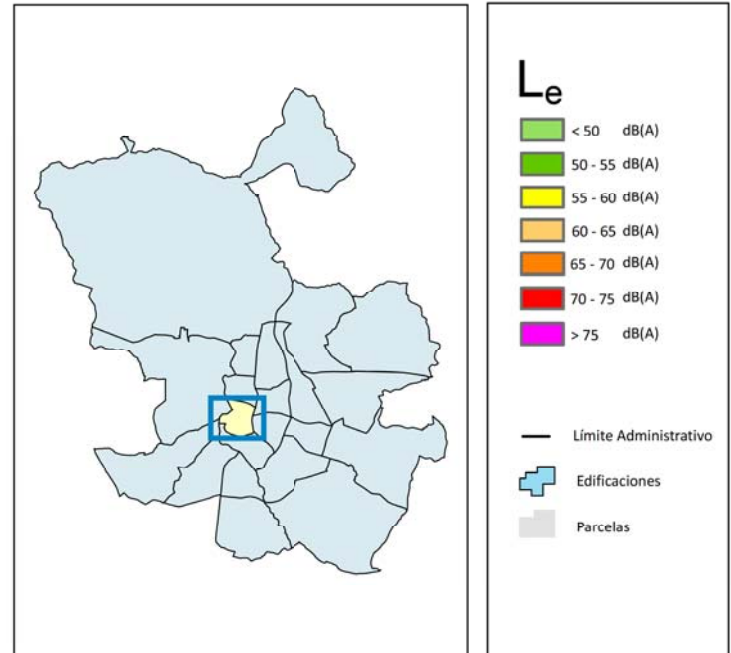 Le
< 50 dB(A)
50 - 55 dB(A)
55 - 60 dB(A)
60 - 65 dB(A)
65 - 70 dB(A)
70 - 75 dB(A)
> 75 dB(A)
Límite Administrativo
Edificaciones
Parcelas